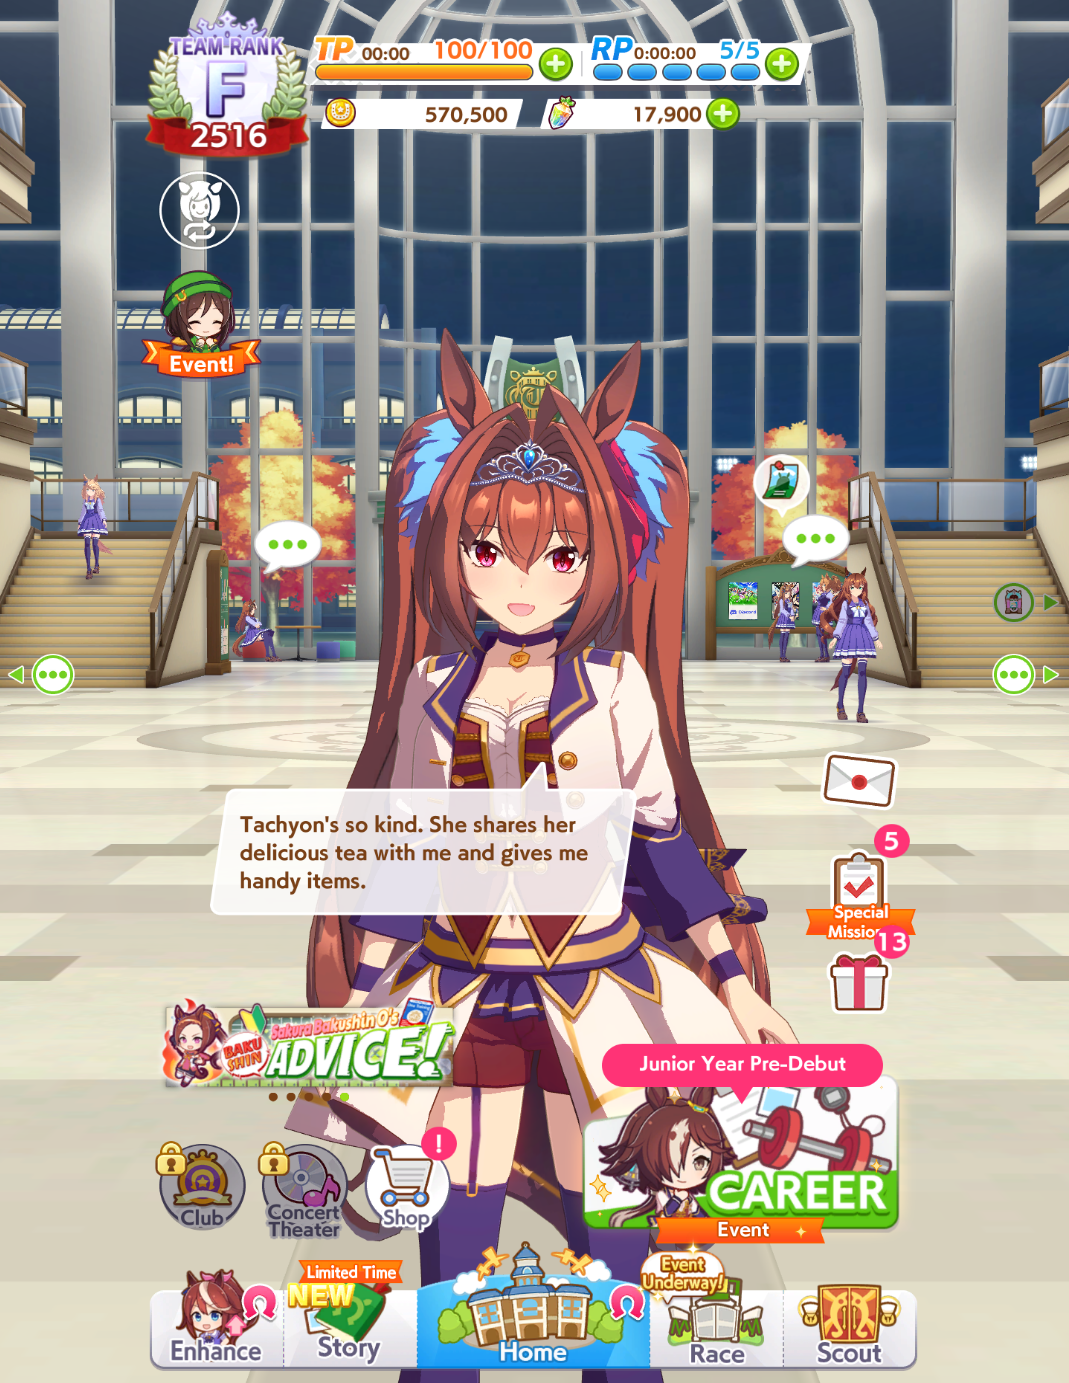 TEAM RANK
F
2516
TP 00:00 100/100
RP 0:00:00 5/5
570,500
17,900
Event!
Discord
Tachyon's so kind. She shares her
delicious tea with me and gives me
handy items.
5
Special
Mission
13
Sakura Bakushin O's
BAKU
SHIN
ADVICE!
Junior Year Pre-Debut
CAREER
Event
Club
Concert
Theater
!
Shop
Enhance
Limited Time
NEW
Story
Home
Event
Underway!
Race
Scout